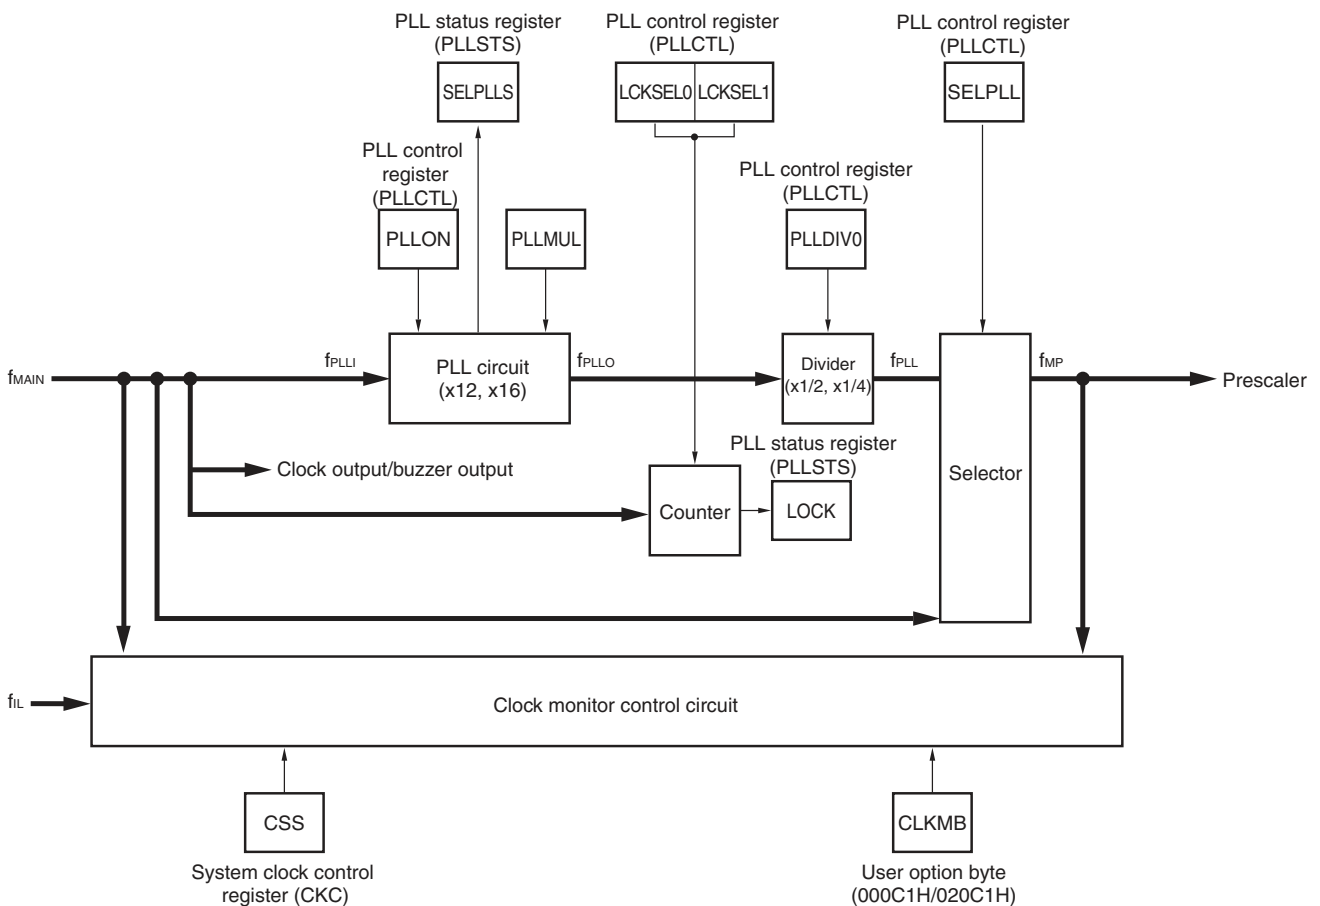 PLL status register
(PLLSTS)
SELPLLS
PLL control register
(PLLCTL)
LCKSEL0 LCKSEL1
PLL control register
(PLLCTL)
SELPLL
PLL control
register
(PLLCTL)
PLLON
PLLMUL
PLL control register
(PLLCTL)
PLLDIV0
fMAIN
fPLLI
PLL circuit
(x12, x16)
fPLLO
Divider
(x1/2, x1/4)
fPLL
Selector
fMP
Prescaler
Clock output/buzzer output
PLL status register
(PLLSTS)
Counter
LOCK
fIL
Clock monitor control circuit
CSS
System clock control
register (CKC)
CLKMB
User option byte
(000C1H/020C1H)